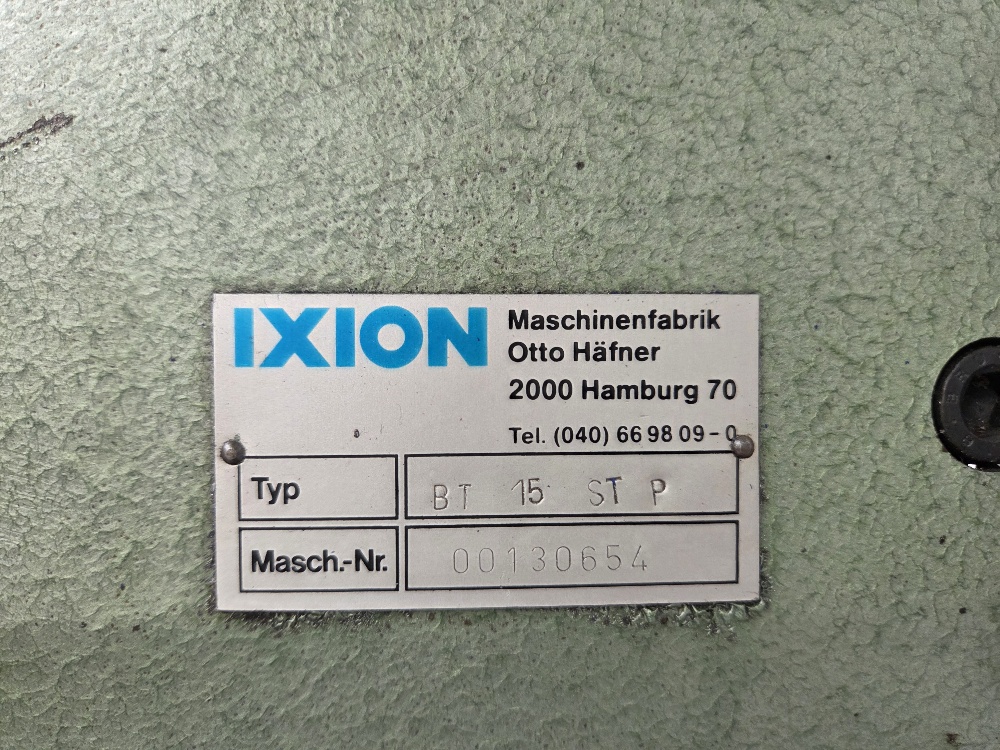 IXION
Maschinenfabrik
Otto Häfner
2000 Hamburg 70
Tel. (040) 66 98 09 - 0
Typ BT 15 ST P
Masch.-Nr. 00130654